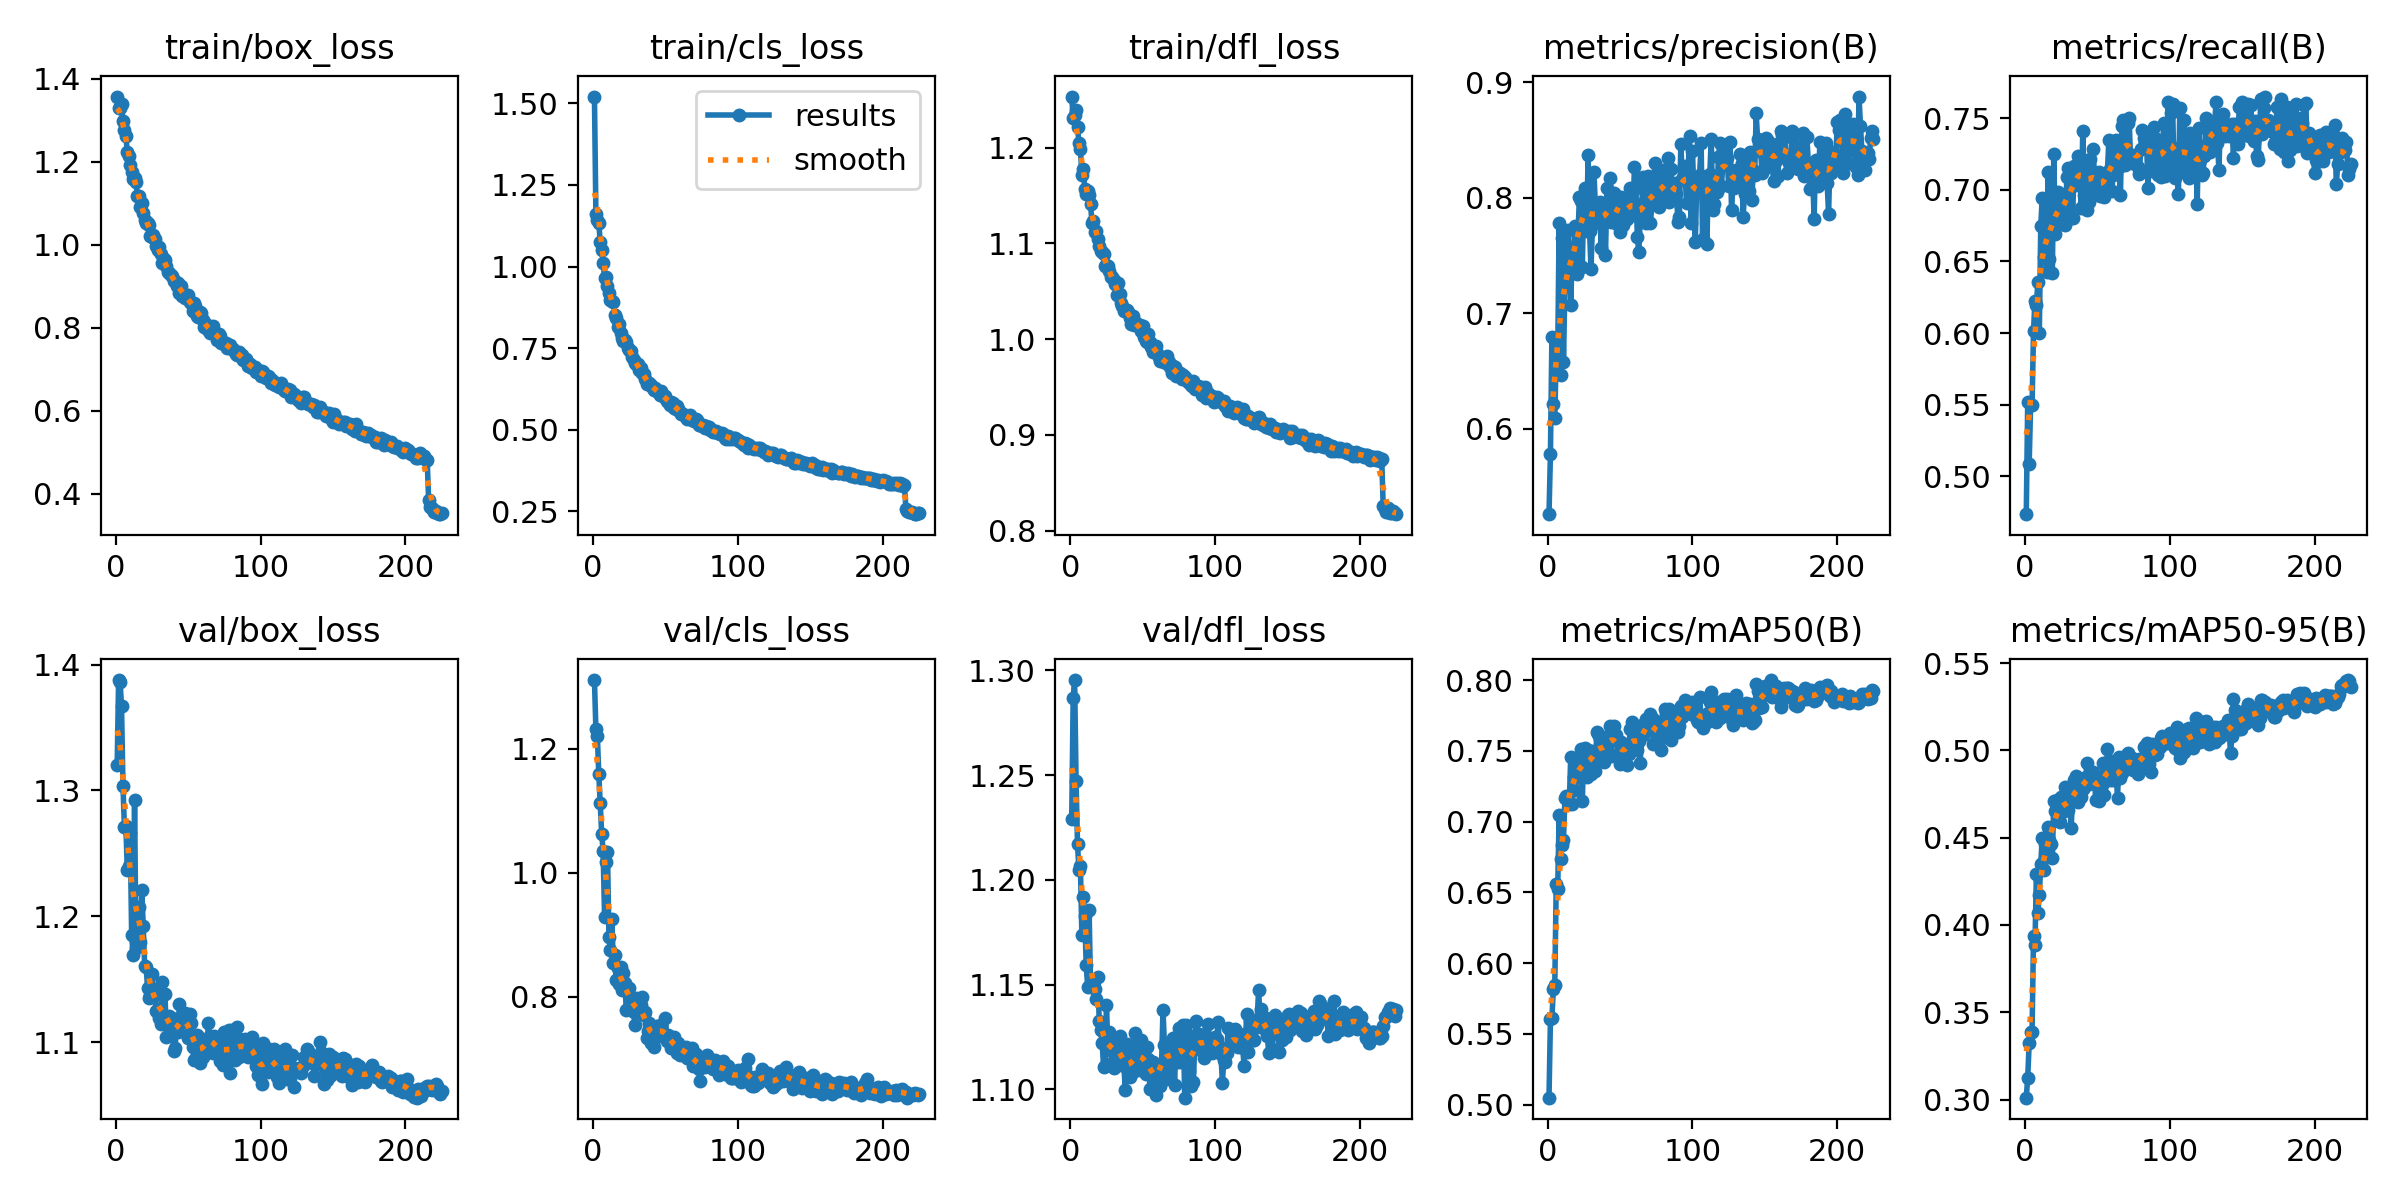 train/box_loss
train/cls_loss
train/dfl_loss
metrics/precision(B)
metrics/recall(B)
1.4
1.2
1.0
0.8
0.6
0.4
0 100 200
1.50
1.25
1.00
0.75
0.50
0.25
0 100 200
results
smooth
1.2
1.1
1.0
0.9
0.8
0 100 200
0.9
0.8
0.7
0.6
0 100 200
0.75
0.70
0.65
0.60
0.55
0.50
0 100 200
val/box_loss
val/cls_loss
val/dfl_loss
metrics/mAP50(B)
metrics/mAP50-95(B)
1.4
1.3
1.2
1.1
0 100 200
1.2
1.0
0.8
0 100 200
1.30
1.25
1.20
1.15
1.10
0 100 200
0.80
0.75
0.70
0.65
0.60
0.55
0.50
0 100 200
0.55
0.50
0.45
0.40
0.35
0.30
0 100 200